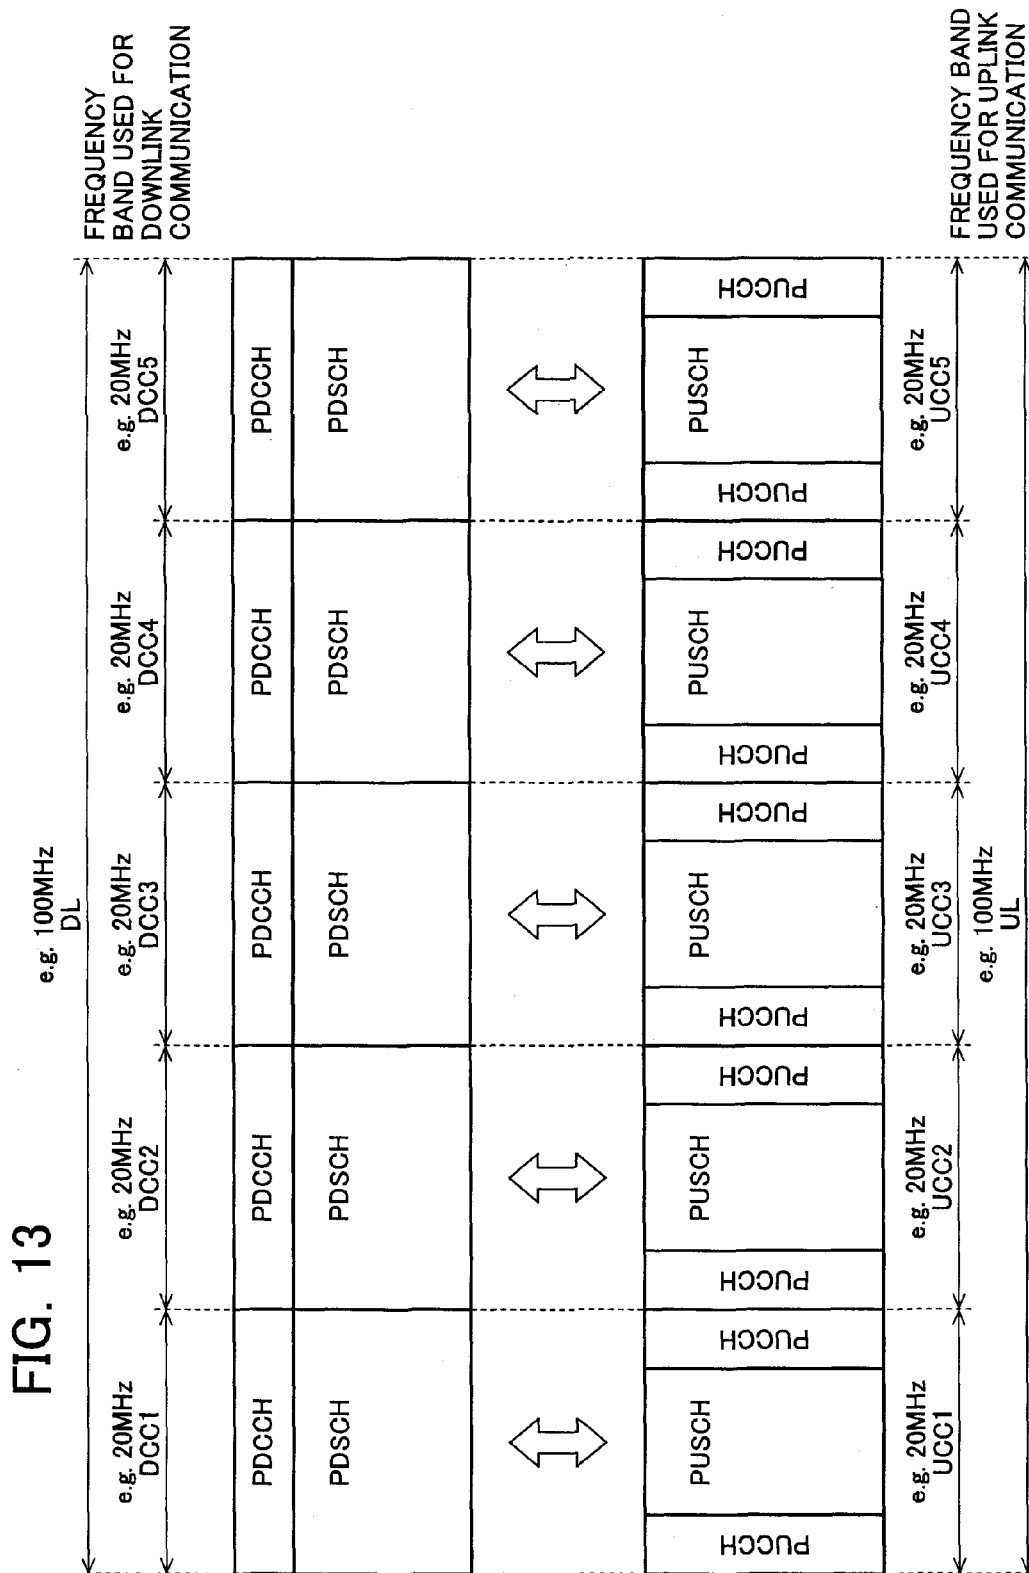 FIG. 13
e.g. 100MHz
DL
FREQUENCY
BAND USED FOR
DOWNLINK
COMMUNICATION
e.g. 20MHz
DCC1
e.g. 20MHz
DCC2
e.g. 20MHz
DCC3
e.g. 20MHz
DCC4
e.g. 20MHz
DCC5
PDCCH
PDCCH
PDCCH
PDCCH
PDCCH
PDSCH
PDSCH
PDSCH
PDSCH
PDSCH
PUCCH
PUSCH
PUCCH
PUCCH
PUSCH
PUCCH
PUCCH
PUSCH
PUCCH
PUCCH
PUSCH
PUCCH
PUCCH
PUSCH
PUCCH
e.g. 20MHz
UCC1
e.g. 20MHz
UCC2
e.g. 20MHz
UCC3
e.g. 20MHz
UCC4
e.g. 20MHz
UCC5
e.g. 100MHz
UL
FREQUENCY BAND
USED FOR UPLINK
COMMUNICATION